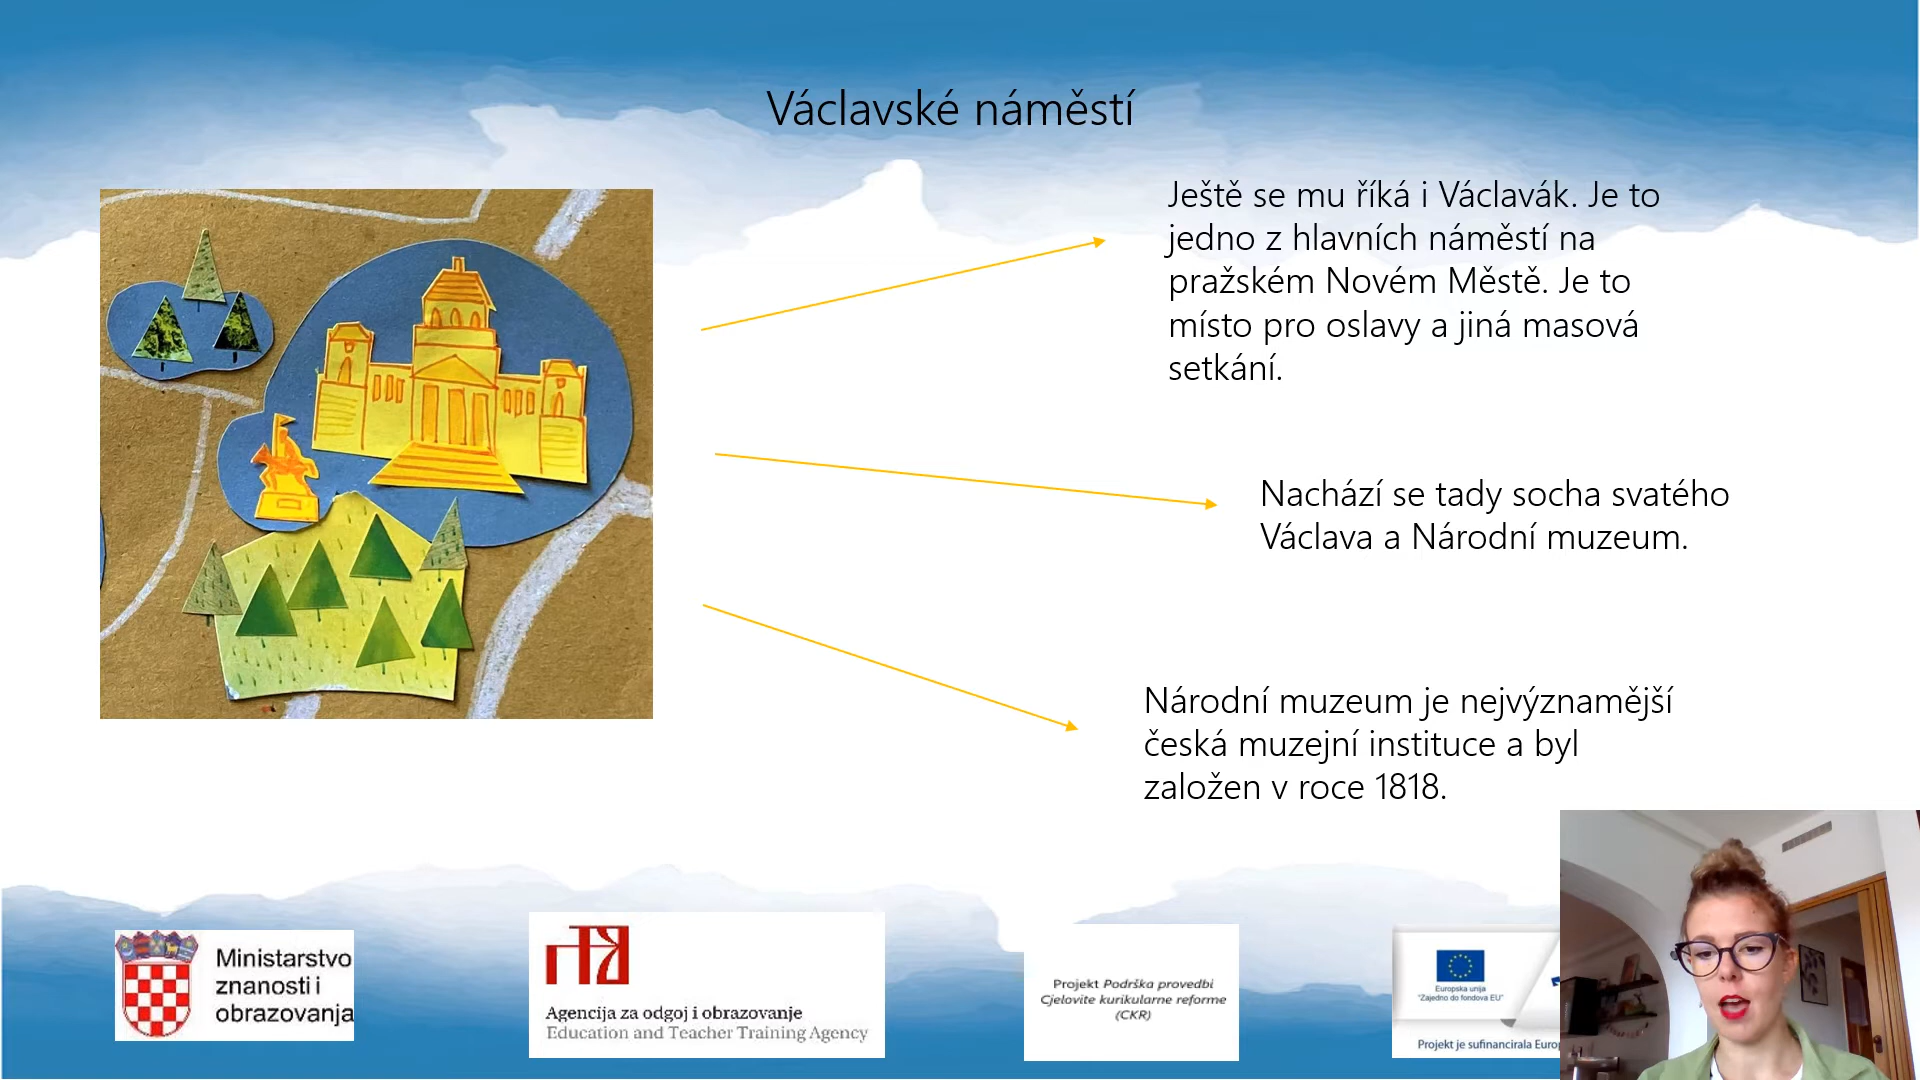 Václavské náměstí
Ještě se mu říká i Václavák. Je to
jedno z hlavních náměstí na
pražském Novém Městě. Je to
místo pro oslavy a jiná masová
setkání.
Nachází se tady socha svatého
Václava a Národní muzeum.
Národní muzeum je nejvýznamější
česká muzejní instituce a byl
založen v roce 1818.
Ministarstvo
znanosti i
obrazovanja
Agencija za odgoj i obrazovanje
Education and Teacher Training Agency
Projekt Podrška provedbi
Cjelovite kurikularne reforme
(CKR)
Europska unija
"Zajedno do fondova EU"
Projekt je sufinancirala